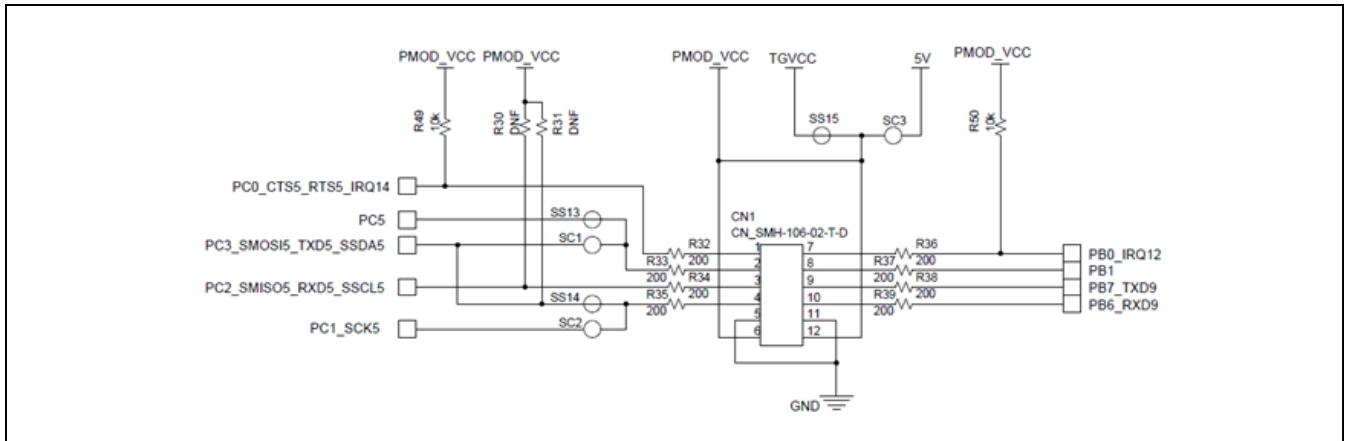 PMOD_VCC PMOD_VCC PMOD_VCC TGVCC 5V PMOD_VCC
R49 10k
R30 DNF
R31 DNF
SS15
SC3
R50 10k
PC0_CTS5_RTS5_IRQ14
PC5
SS13
PC3_SMOSI5_TXD5_SSDA5
SC1
PC2_SMISO5_RXD5_SSCL5
SS14
PC1_SCK5
SC2
CN1
CN_SMH-106-02-T-D
R32 200
R33 200
R34 200
R35 200
1 7
2 8
3 9
4 10
5 11
6 12
R36 200
R37 200
R38 200
R39 200
PB0_IRQ12
PB1
PB7_TXD9
PB6_RXD9
GND